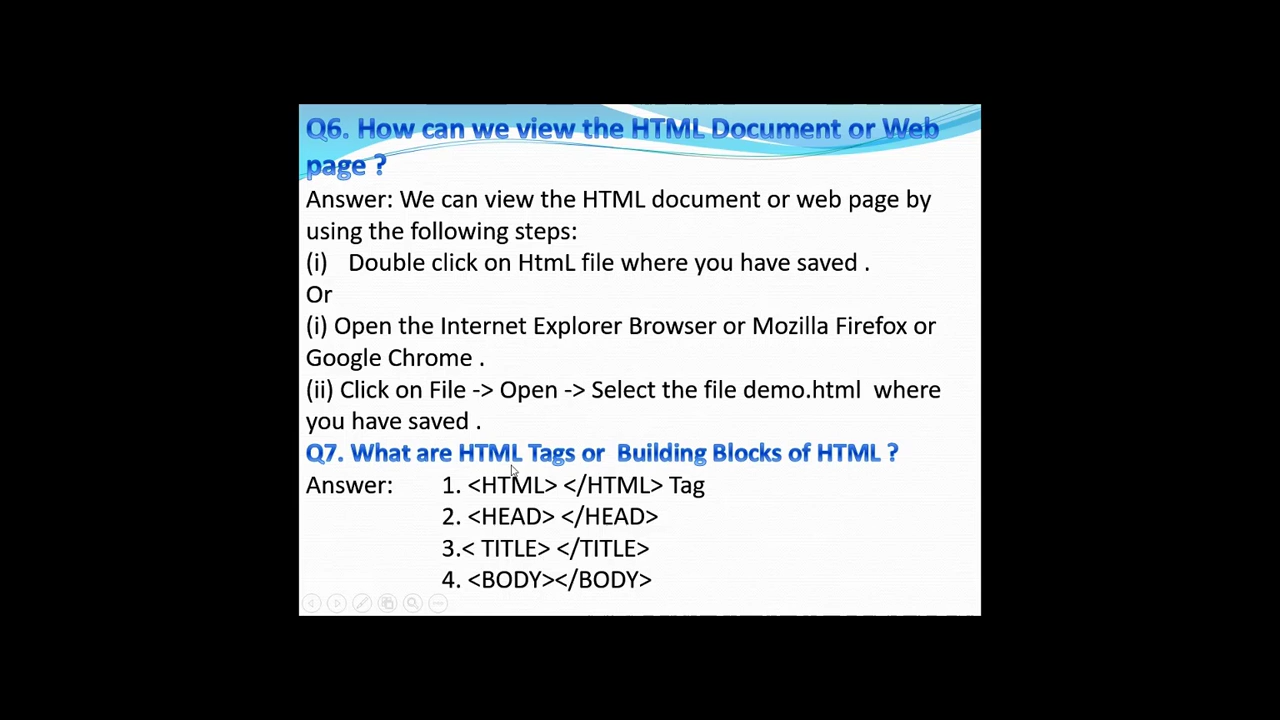 Q6. How can we view the HTML Document or Web
page ?
Answer: We can view the HTML document or web page by
using the following steps:
(i) Double click on HtmL file where you have saved .
Or
(i) Open the Internet Explorer Browser or Mozilla Firefox or
Google Chrome .
(ii) Click on File -> Open -> Select the file demo.html where
you have saved .
Q7. What are HTML Tags or Building Blocks of HTML ?
Answer: 1. <HTML> </HTML> Tag
2. <HEAD> </HEAD>
3.< TITLE> </TITLE>
4. <BODY></BODY>